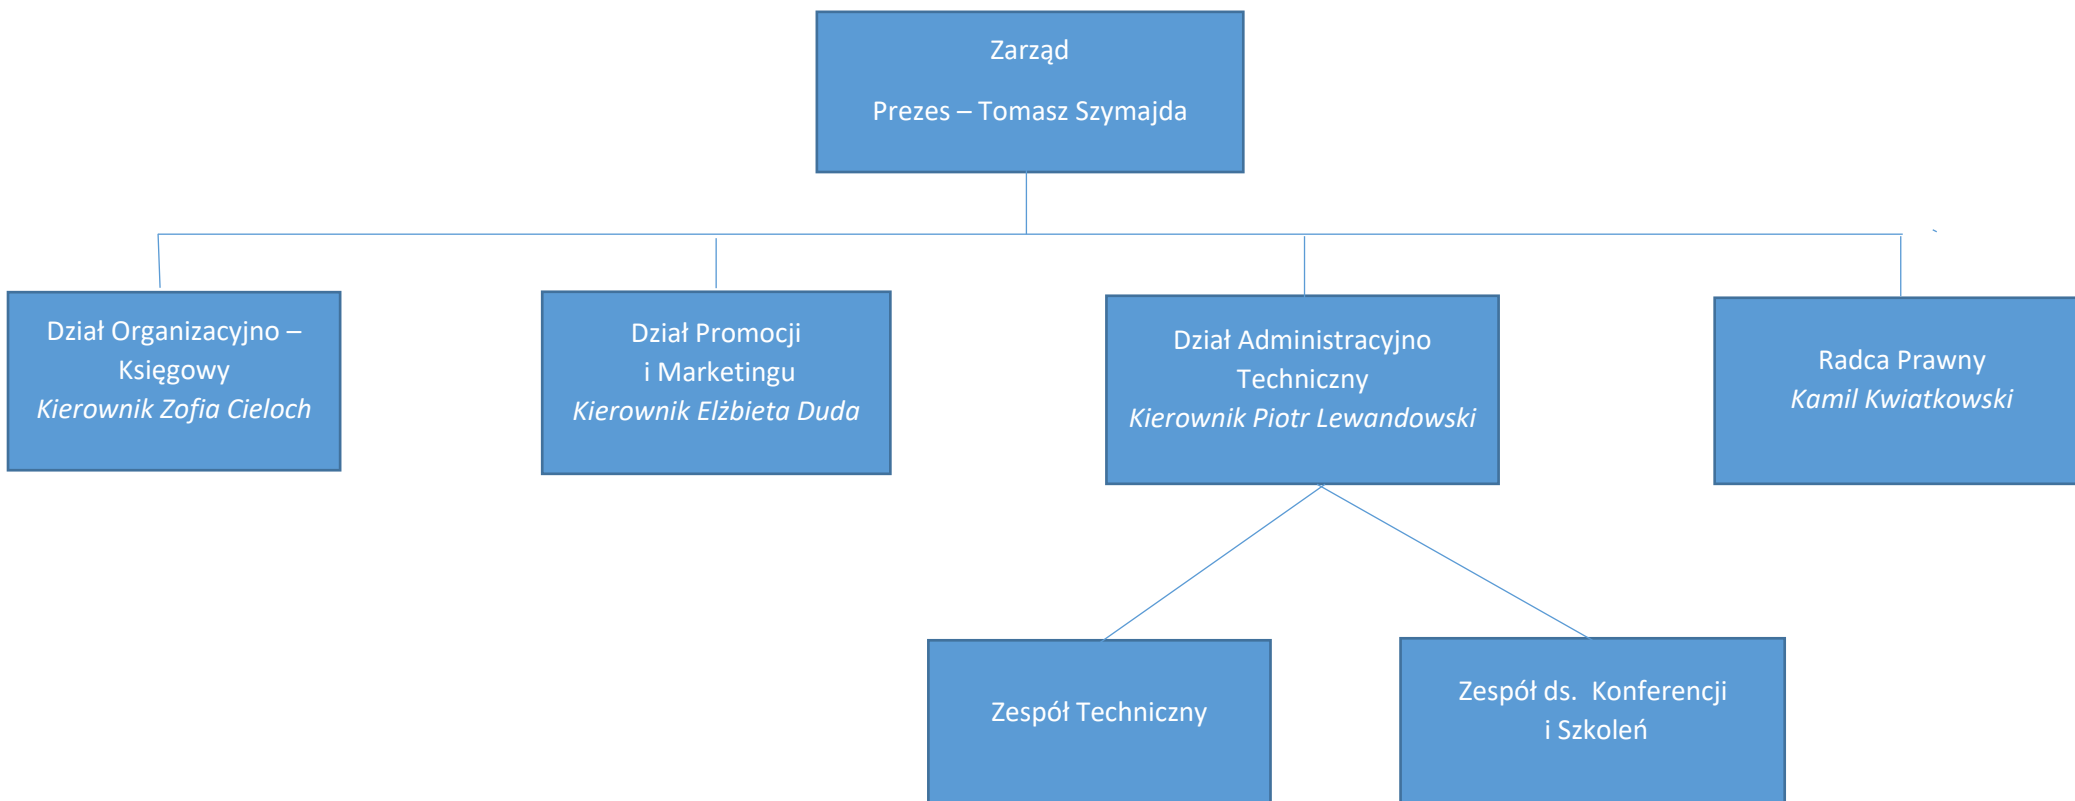 Zarząd
Prezes – Tomasz Szymajda
Dział Organizacyjno –
Księgowy
Kierownik Zofia Cieloch
Dział Promocji
i Marketingu
Kierownik Elżbieta Duda
Dział Administracyjno
Techniczny
Kierownik Piotr Lewandowski
Radca Prawny
Kamil Kwiatkowski
Zespół Techniczny
Zespół ds.  Konferencji
i Szkoleń